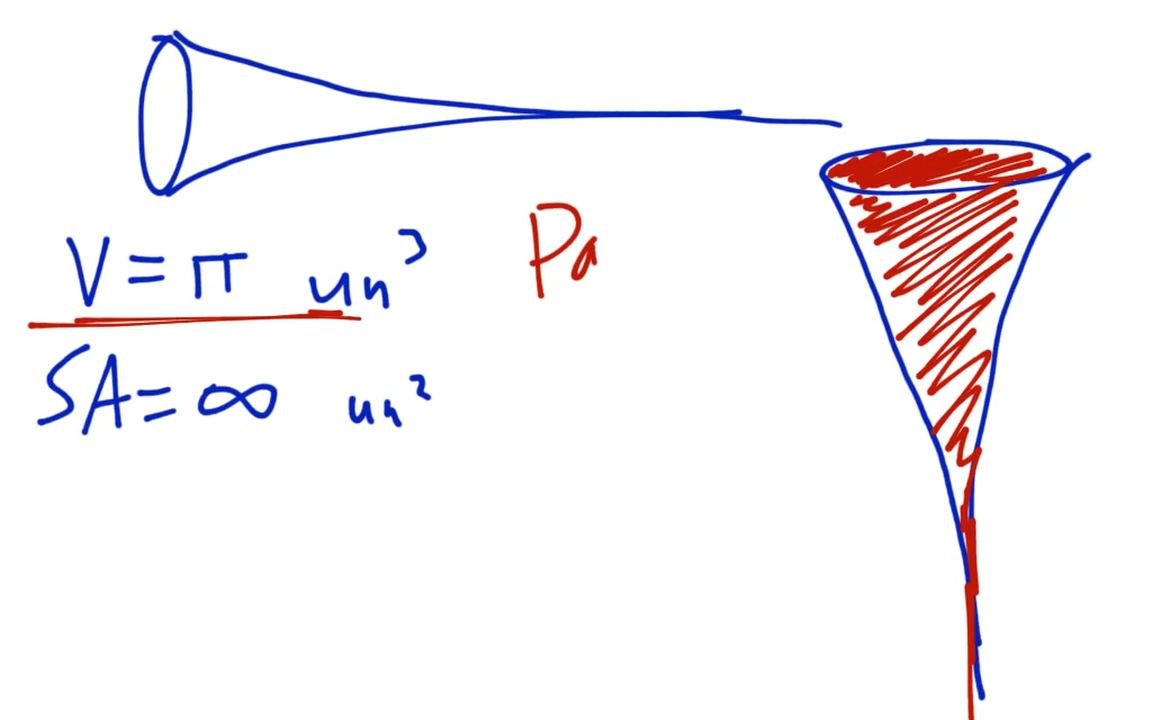 V = π un³
Pa
SA = ∞ un²